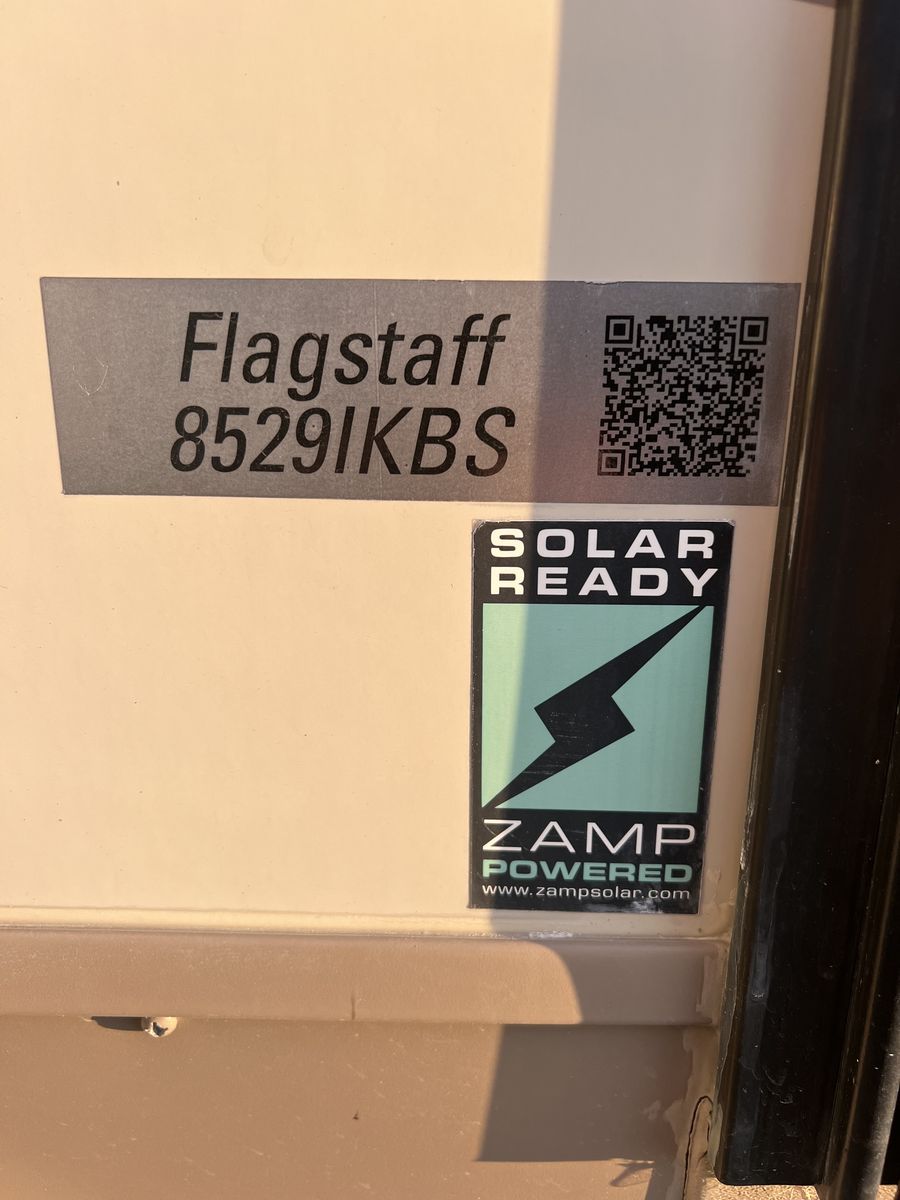 Flagstaff
8529IKBS
SOLAR
READY
ZAMP
POWERED
www.zampsolar.com